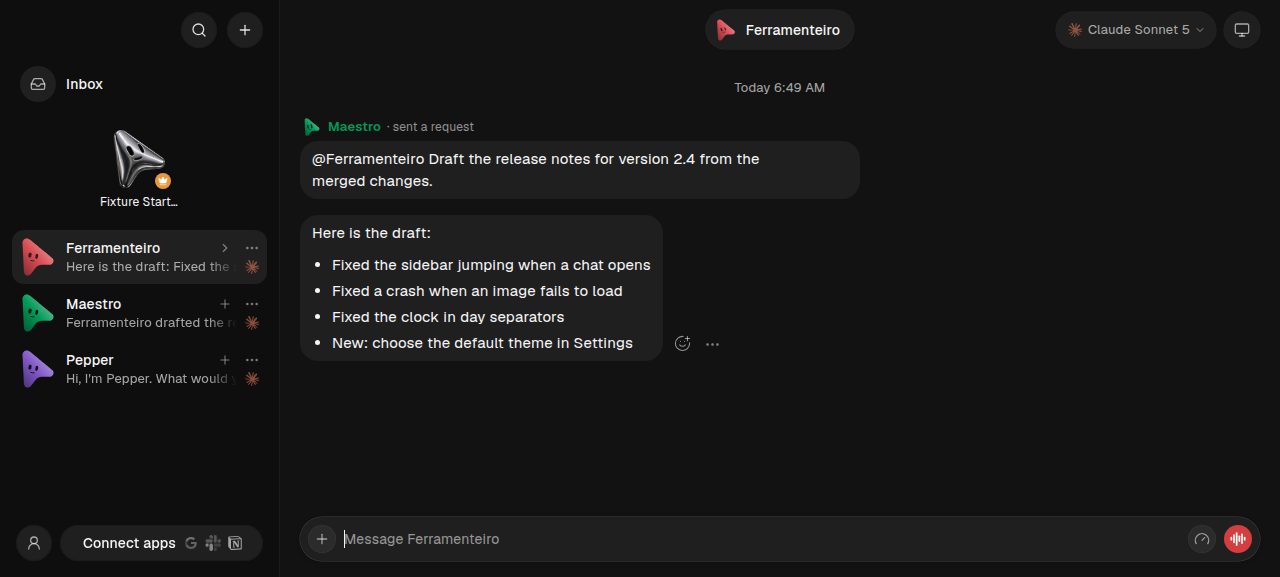 Inbox
Fixture Start...
Ferramenteiro
Here is the draft: Fixed the
Maestro
Ferramenteiro drafted the
Pepper
Hi, I'm Pepper. What would
Connect apps
Ferramenteiro
Claude Sonnet 5
Today 6:49 AM
Maestro · sent a request
@Ferramenteiro Draft the release notes for version 2.4 from the
merged changes.
Here is the draft:
• Fixed the sidebar jumping when a chat opens
• Fixed a crash when an image fails to load
• Fixed the clock in day separators
• New: choose the default theme in Settings
Message Ferramenteiro